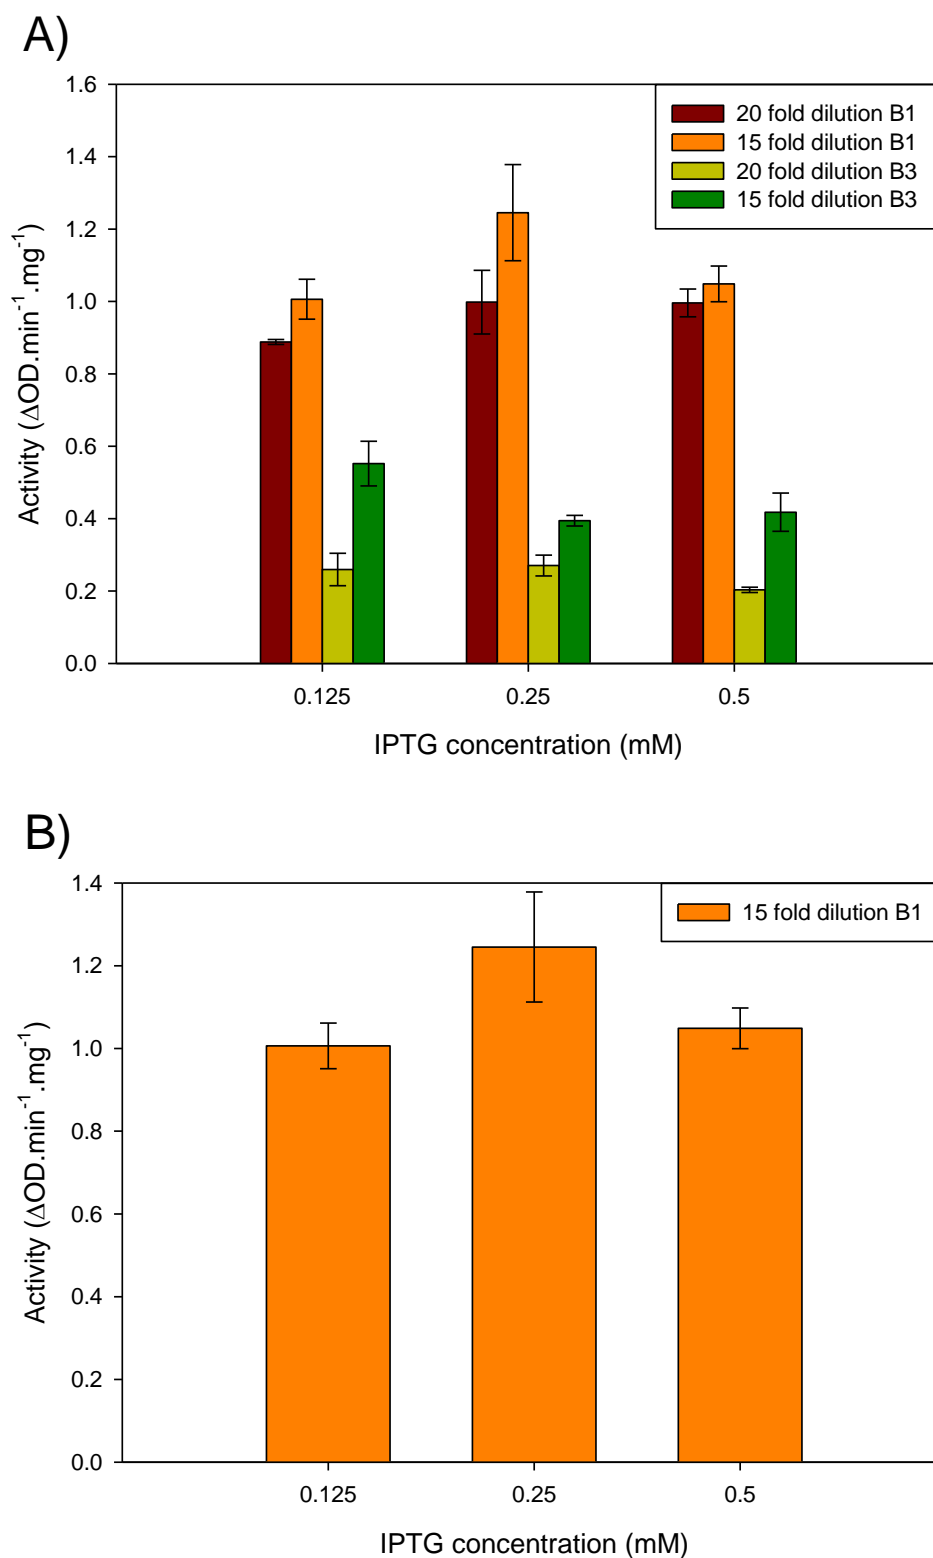 A)
1.6
1.4
1.2
1.0
0.8
0.6
0.4
0.2
0.0
Activity (ΔOD.min⁻¹.mg⁻¹)
20 fold dilution B1
15 fold dilution B1
20 fold dilution B3
15 fold dilution B3
0.125 0.25 0.5
IPTG concentration (mM)
B)
1.4
1.2
1.0
0.8
0.6
0.4
0.2
0.0
Activity (ΔOD.min⁻¹.mg⁻¹)
15 fold dilution B1
0.125 0.25 0.5
IPTG concentration (mM)